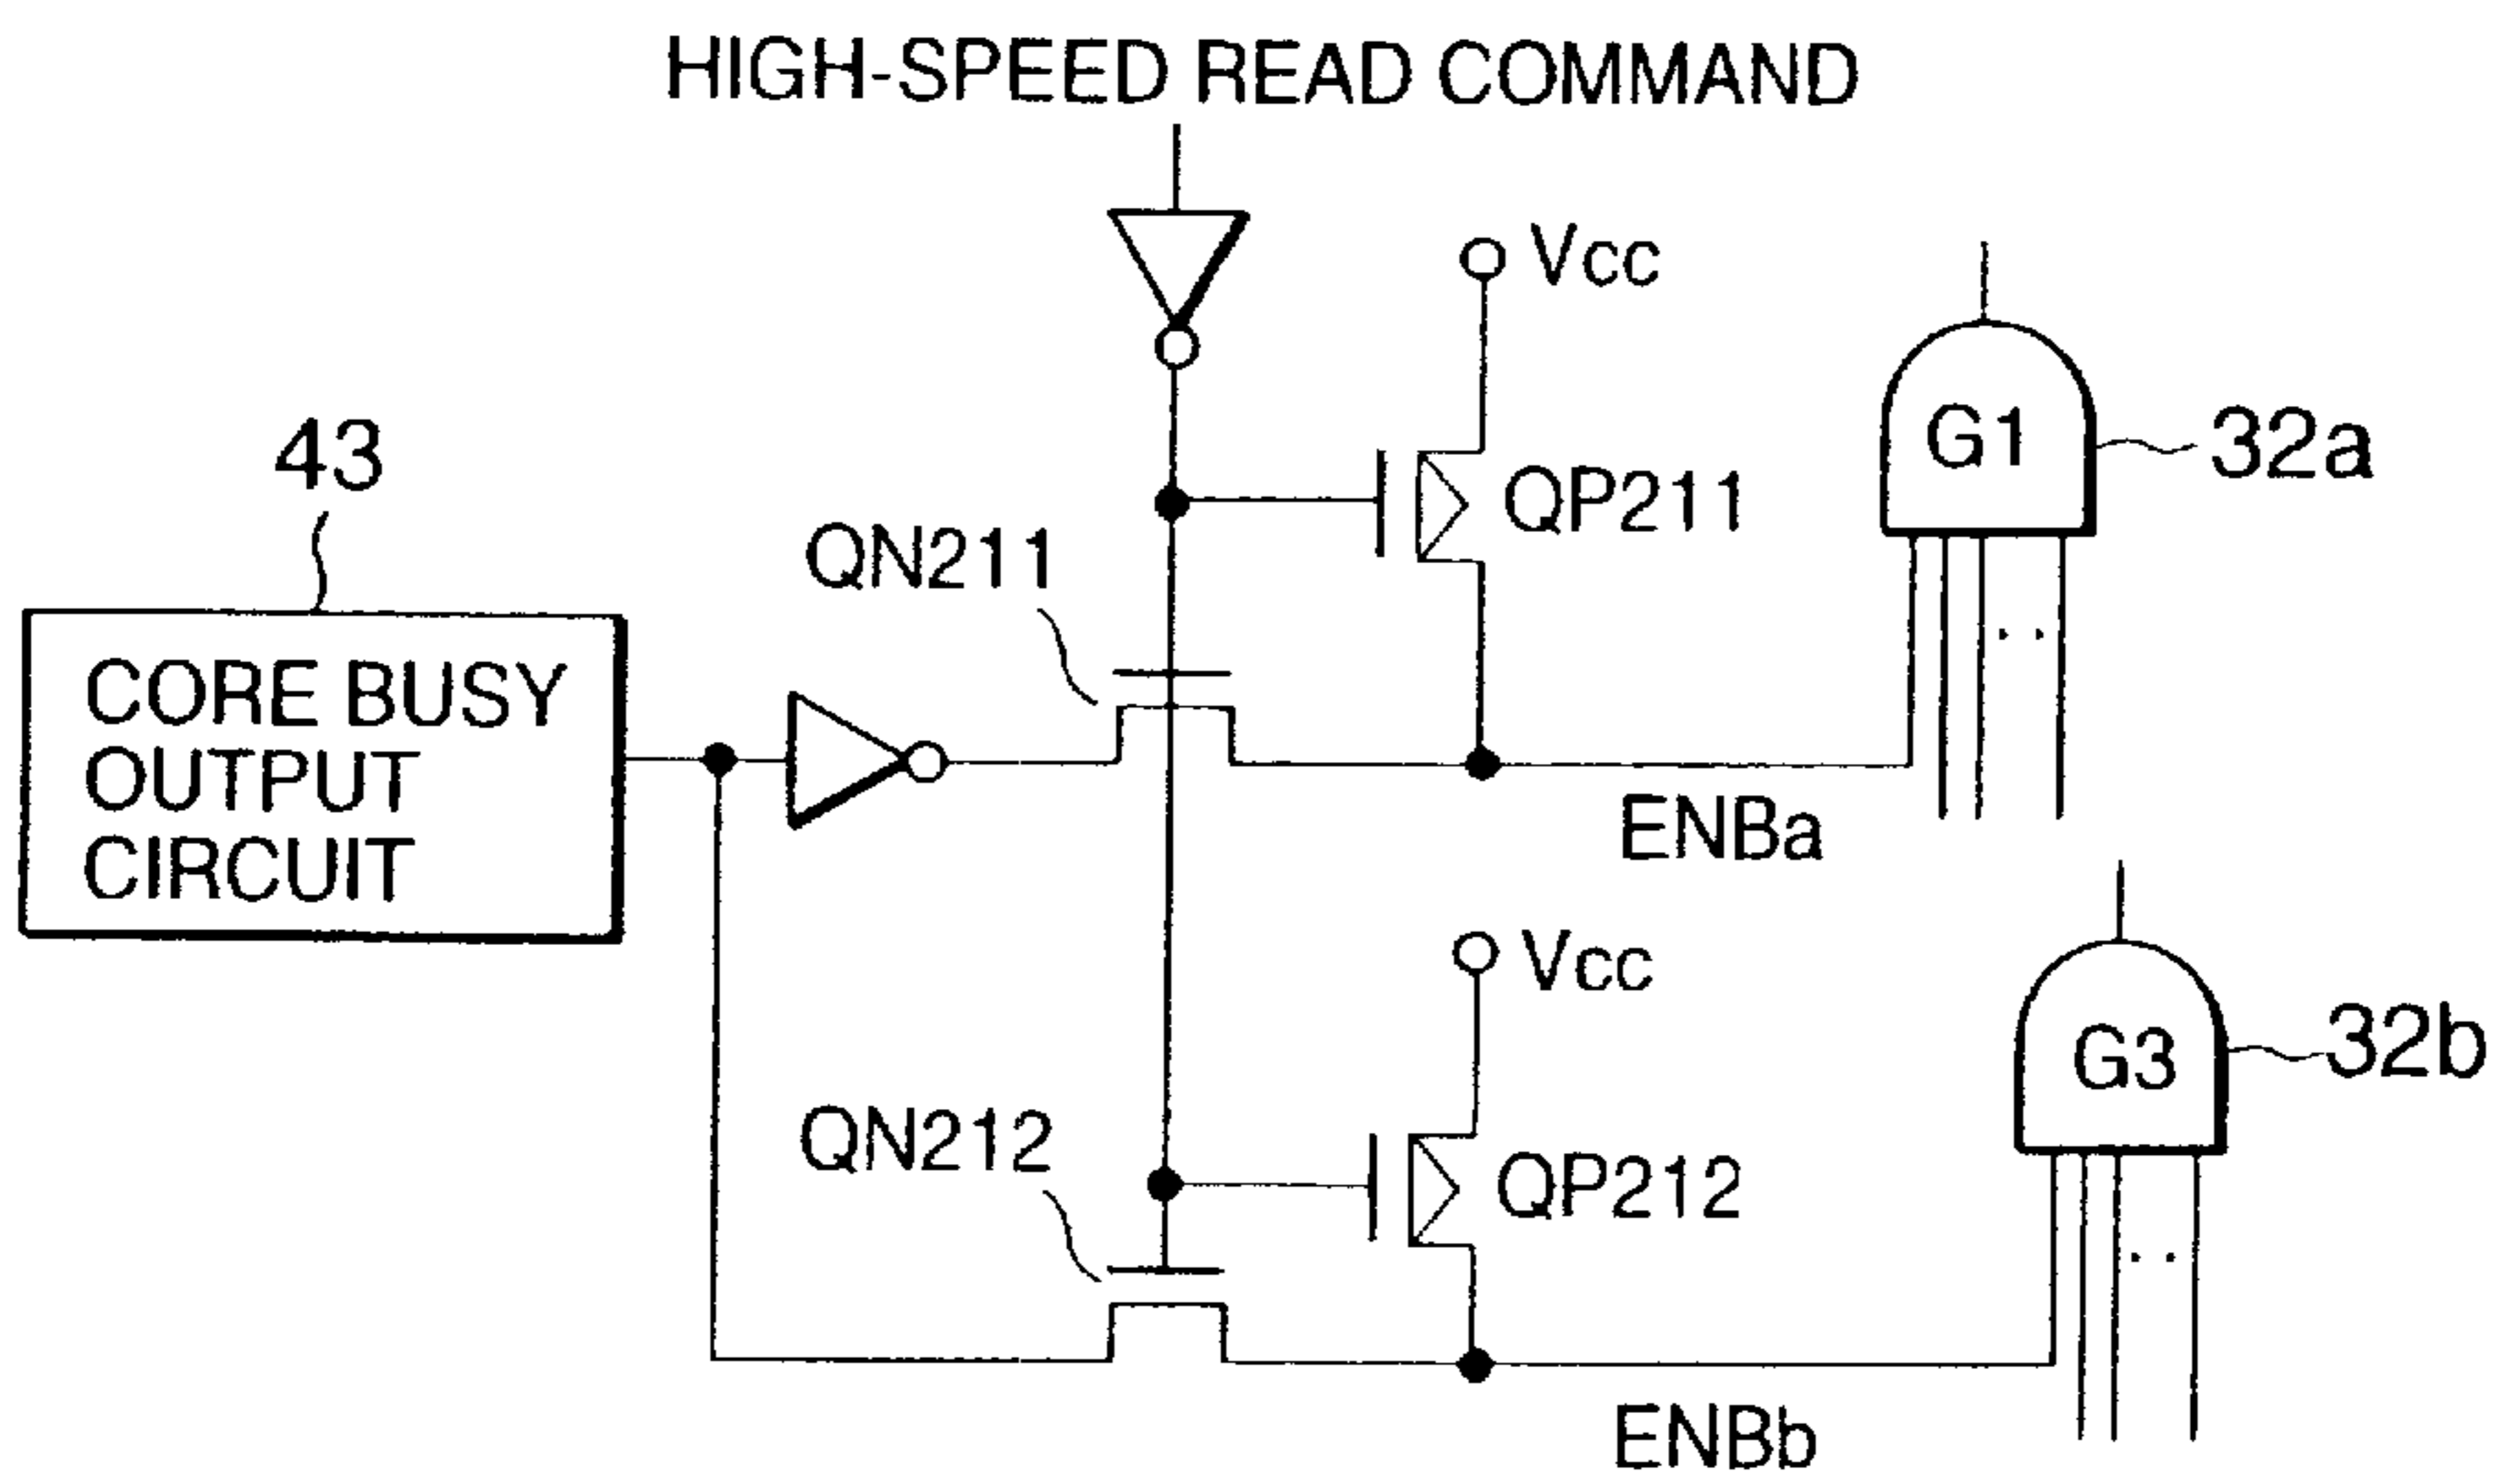 HIGH-SPEED READ COMMAND
Vcc
G1
32a
43
QN211
QP211
CORE BUSY
OUTPUT
CIRCUIT
ENBa
Vcc
G3
32b
QN212
QP212
ENBb